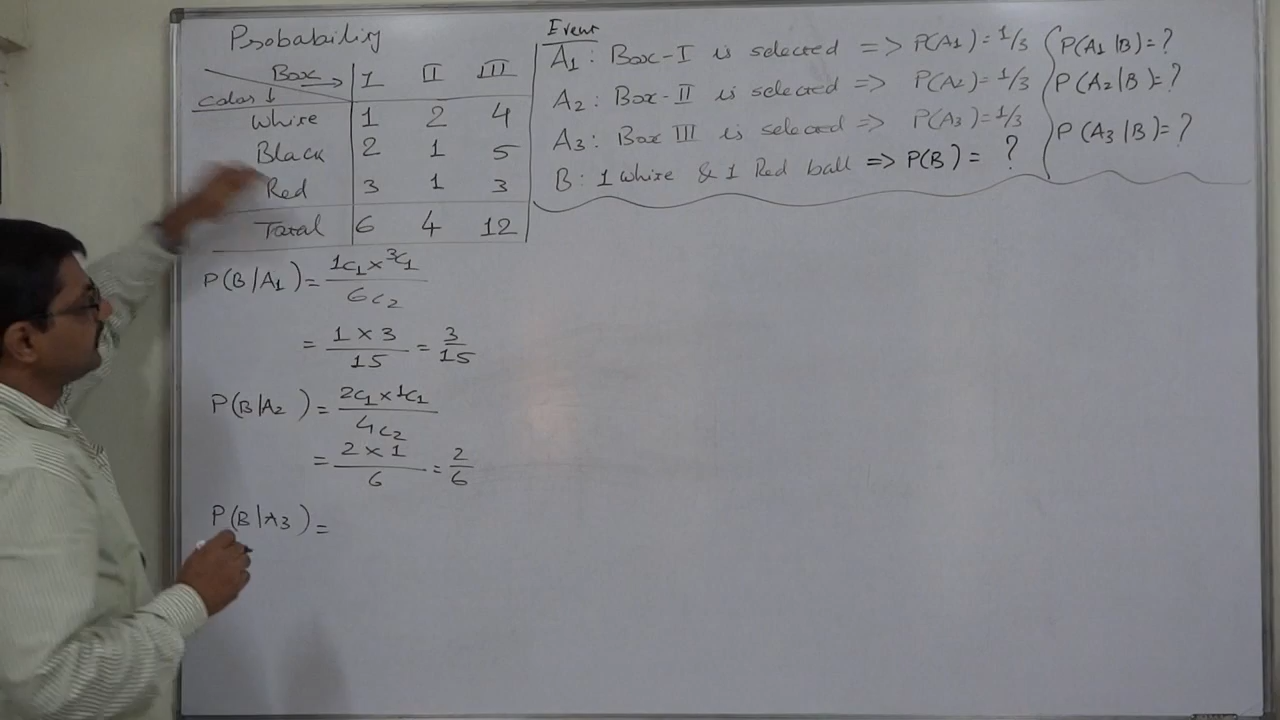 Probability
Box → I II III
Color ↓
White 1 2 4
Black 2 1 5
Red 3 1 3
Total 6 4 12
Event
A1 : Box-I is selected => P(A1) = 1/3
A2 : Box-II is selected => P(A2) = 1/3
A3 : Box III is selected => P(A3) = 1/3
B : 1 White & 1 Red ball => P(B) = ?
P(A1|B) = ?
P(A2|B) = ?
P(A3|B) = ?
P(B/A1) = 1C1 × 3C1 / 6C2
= 1 × 3 / 15 = 3/15
P(B/A2) = 2C1 × 1C1 / 4C2
= 2 × 1 / 6 = 2/6
P(B|A3) =